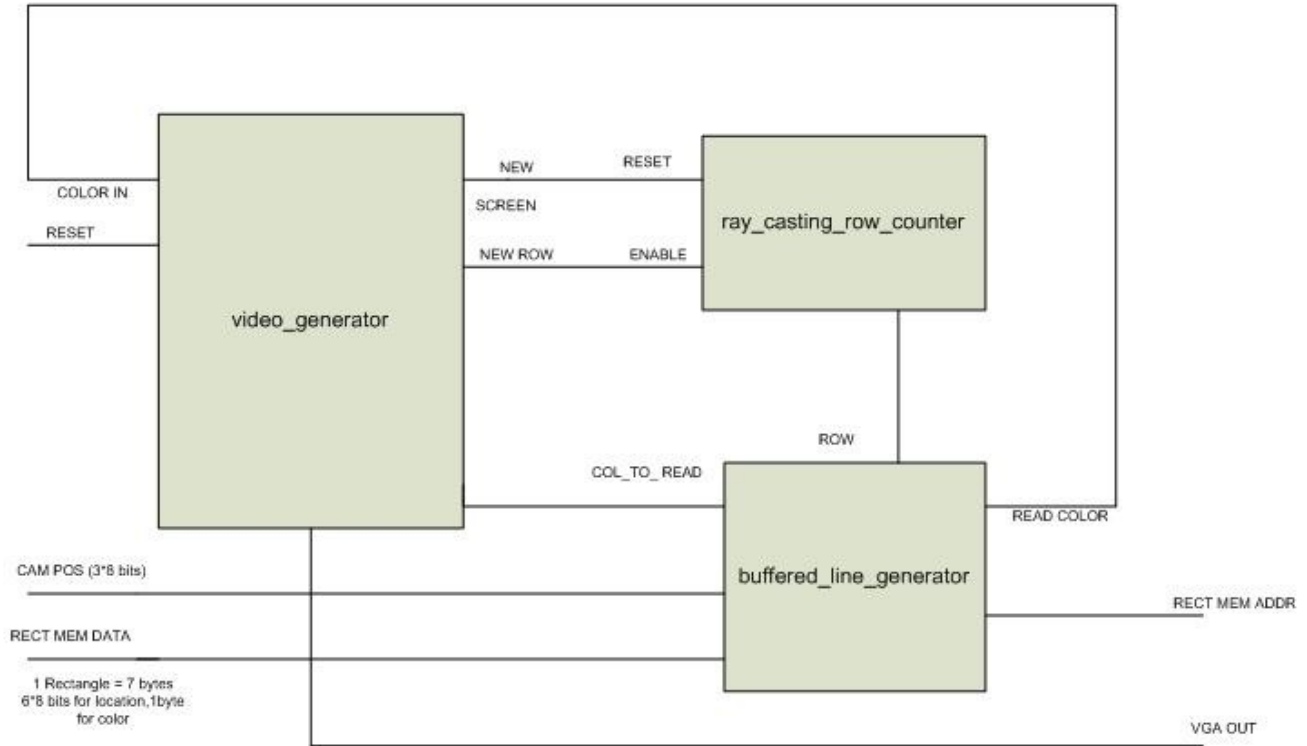 NEW
RESET
COLOR IN
SCREEN
ray_casting_row_counter
RESET
NEW ROW
ENABLE
video_generator
ROW
COL_TO_ READ
READ COLOR
CAM POS (3*8 bits)
buffered_line_generator
RECT MEM ADDR
RECT MEM DATA
1 Rectangle = 7 bytes
6*8 bits for location,1byte
for color
VGA OUT